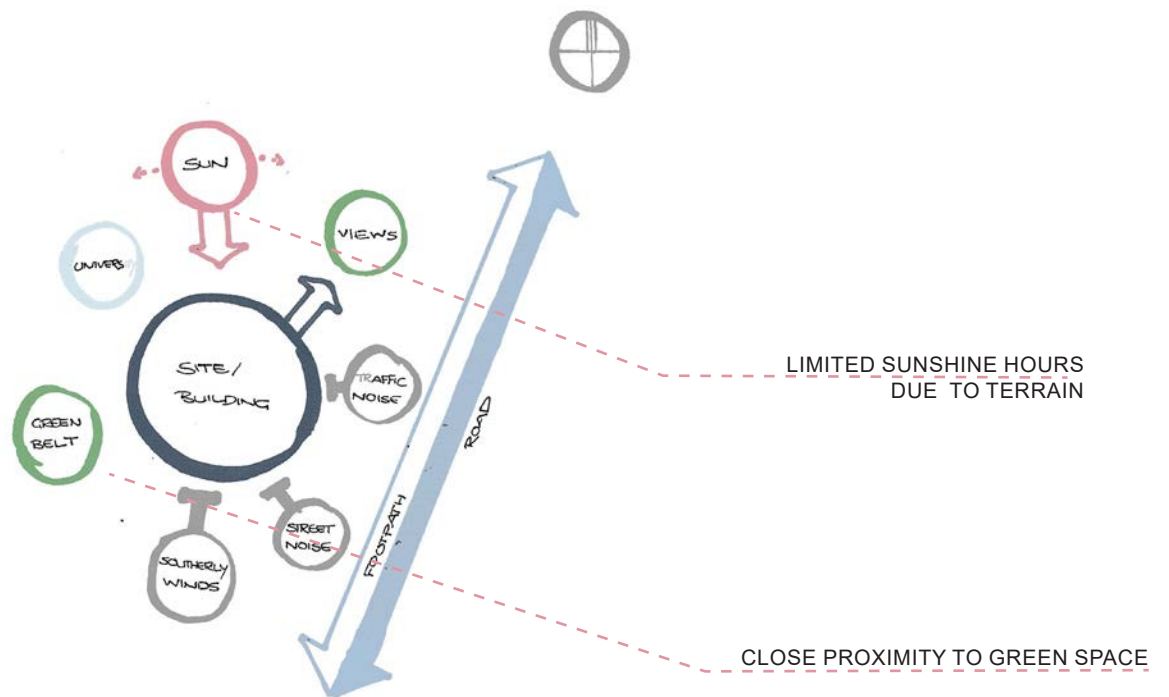 SUN
VIEWS
UNIVERSITY
SITE/
BUILDING
TRAFFIC
NOISE
GREEN
BELT
STREET
NOISE
SOUTHERLY
WINDS
FOOTPATH
ROAD
LIMITED SUNSHINE HOURS
DUE TO TERRAIN
CLOSE PROXIMITY TO GREEN SPACE